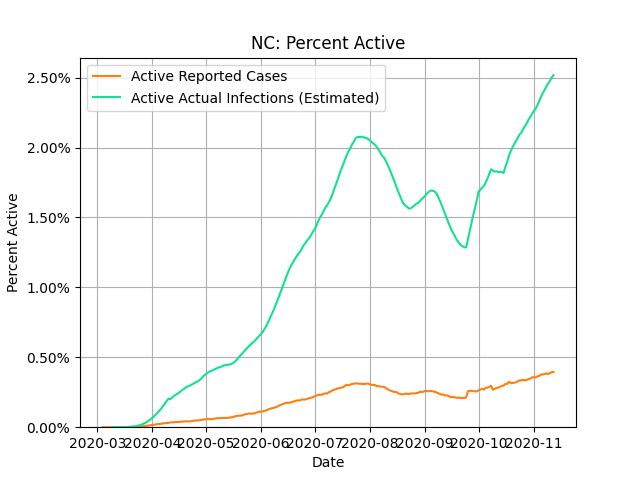 NC: Percent Active
Active Reported Cases
Active Actual Infections (Estimated)
2.50%
2.00%
1.50%
1.00%
0.50%
0.00%
Percent Active
2020-03 2020-04 2020-05 2020-06 2020-07 2020-08 2020-09 2020-10 2020-11
Date